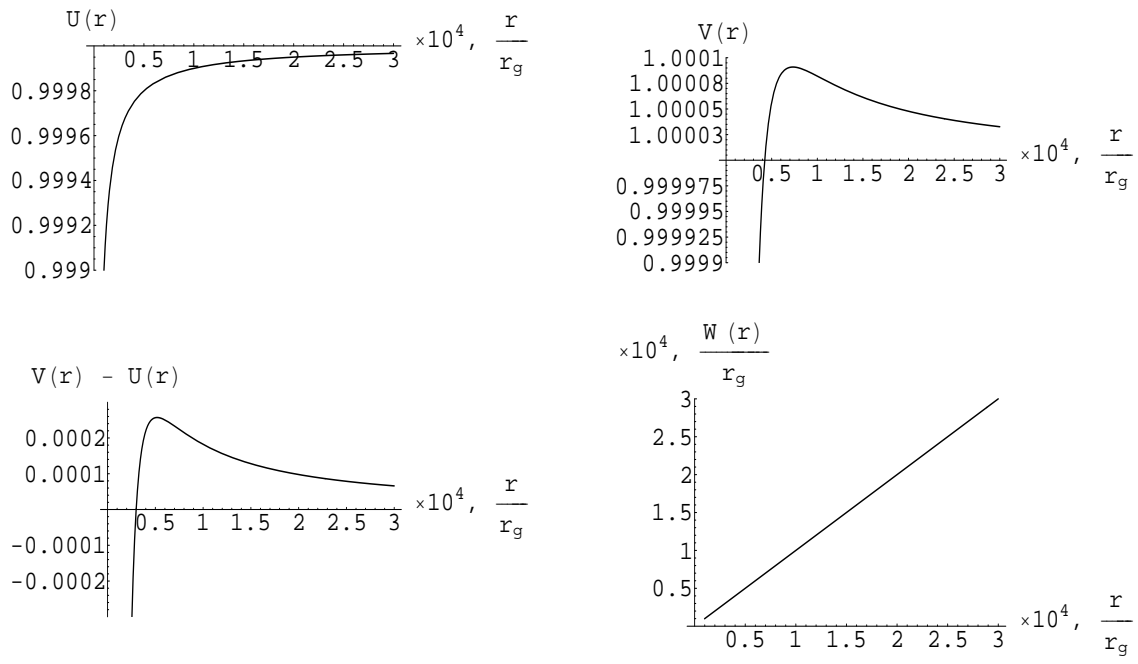 U(r)
×10⁴, r/r_g
0.5 1 1.5 2 2.5 3
0.9998
0.9996
0.9994
0.9992
0.999
V(r)
1.0001
1.00008
1.00005
1.00003
×10⁴, r/r_g
0.5 1 1.5 2 2.5 3
0.999975
0.99995
0.999925
0.9999
V(r) - U(r)
0.0002
0.0001
×10⁴, r/r_g
0.5 1 1.5 2 2.5 3
-0.0001
-0.0002
×10⁴, W (r)/r_g
3
2.5
2
1.5
1
0.5
×10⁴, r/r_g
0.5 1 1.5 2 2.5 3